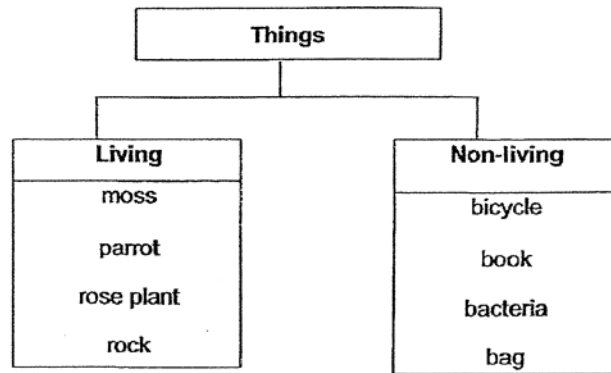 Things
Living
moss
parrot
rose plant
rock
Non-living
bicycle
book
bacteria
bag